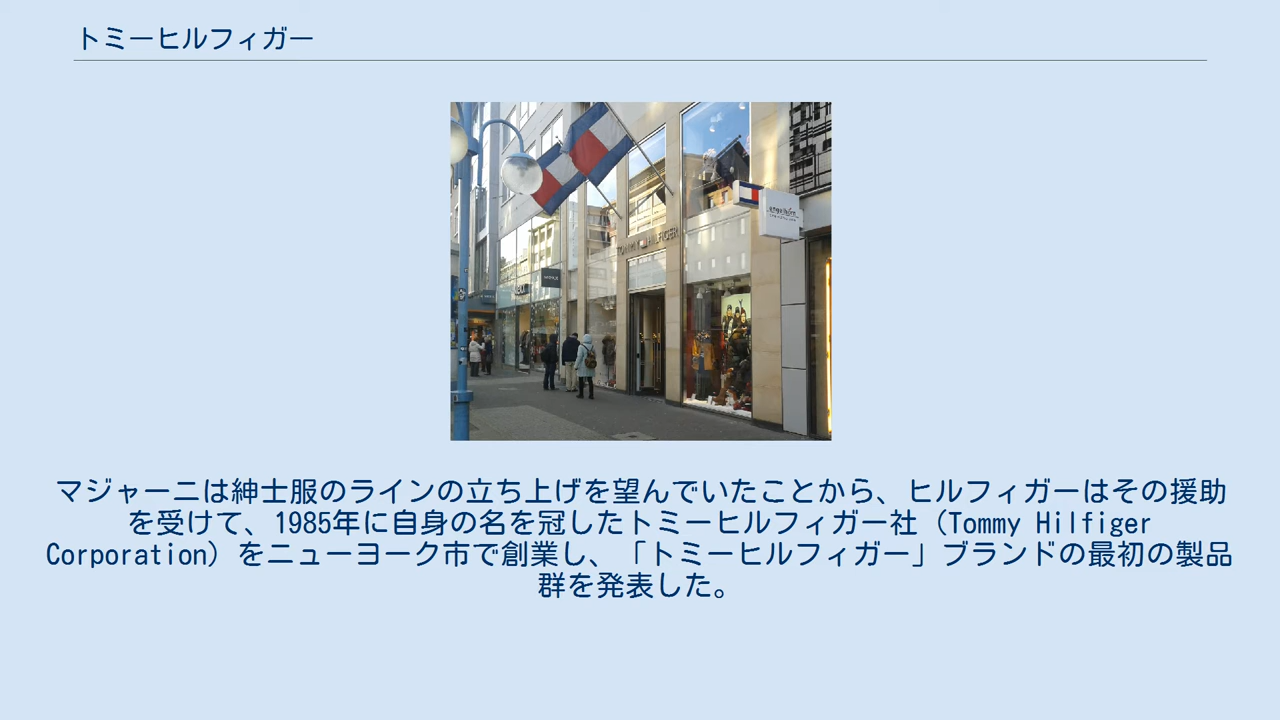 トミーヒルフィガー
TOMMY HILFIGER
マジャーニは紳士服のラインの立ち上げを望んでいたことから、ヒルフィガーはその援助
を受けて、1985年に自身の名を冠したトミーヒルフィガー社（Tommy Hilfiger
Corporation）をニューヨーク市で創業し、「トミーヒルフィガー」ブランドの最初の製品
群を発表した。